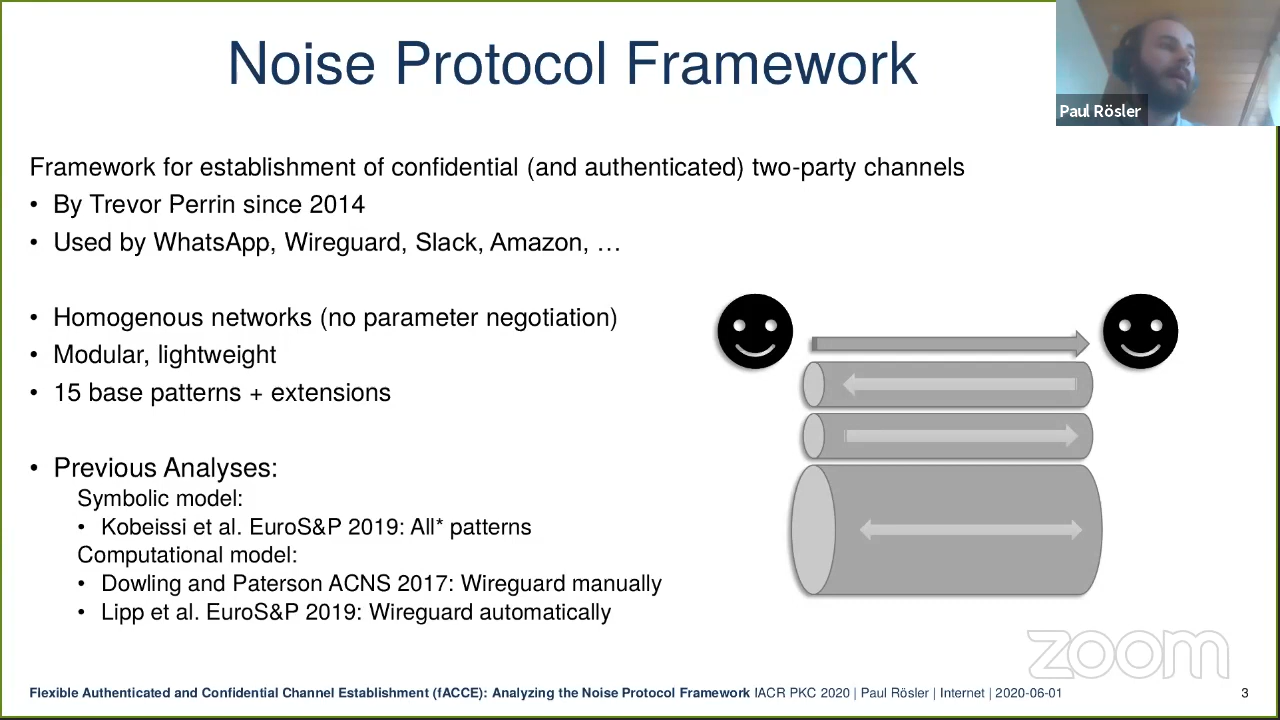 Noise Protocol Framework
Paul Rösler
Framework for establishment of confidential (and authenticated) two-party channels
• By Trevor Perrin since 2014
• Used by WhatsApp, Wireguard, Slack, Amazon, …
• Homogenous networks (no parameter negotiation)
• Modular, lightweight
• 15 base patterns + extensions
• Previous Analyses:
Symbolic model:
• Kobeissi et al. EuroS&P 2019: All* patterns
Computational model:
• Dowling and Paterson ACNS 2017: Wireguard manually
• Lipp et al. EuroS&P 2019: Wireguard automatically
zoom
Flexible Authenticated and Confidential Channel Establishment (fACCE): Analyzing the Noise Protocol Framework IACR PKC 2020 | Paul Rösler | Internet | 2020-06-01 3